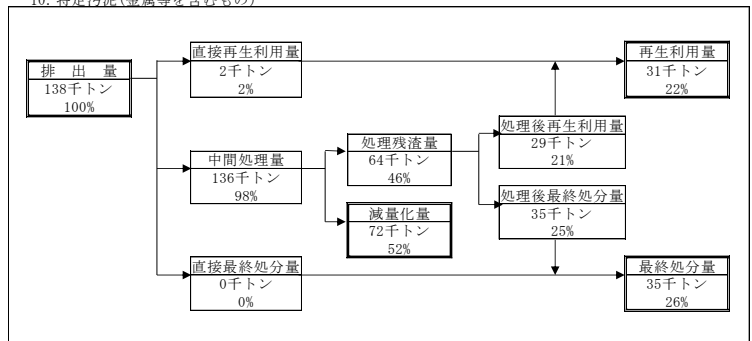 10. 特定汚泥(金属等を含むもの)
排 出 量
138千トン
100%
直接再生利用量
2千トン
2%
再生利用量
31千トン
22%
中間処理量
136千トン
98%
処理残渣量
64千トン
46%
処理後再生利用量
29千トン
21%
減量化量
72千トン
52%
処理後最終処分量
35千トン
25%
直接最終処分量
0千トン
0%
最終処分量
35千トン
26%